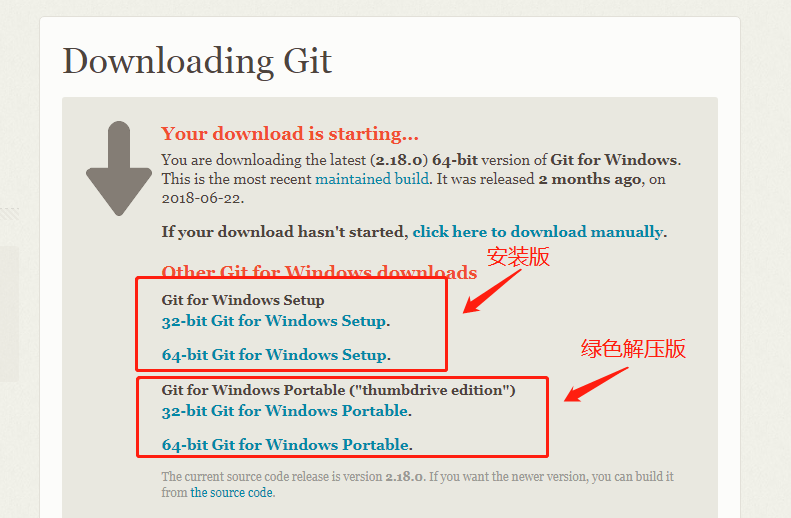 Downloading Git
Your download is starting...
You are downloading the latest (2.18.0) 64-bit version of Git for Windows.
This is the most recent maintained build. It was released 2 months ago, on
2018-06-22.
If your download hasn't started, click here to download manually.
安装版
Other Git for Windows downloads
Git for Windows Setup
32-bit Git for Windows Setup.
64-bit Git for Windows Setup.
绿色解压版
Git for Windows Portable ("thumbdrive edition")
32-bit Git for Windows Portable.
64-bit Git for Windows Portable.
The current source code release is version 2.18.0. If you want the newer version, you can build it
from the source code.